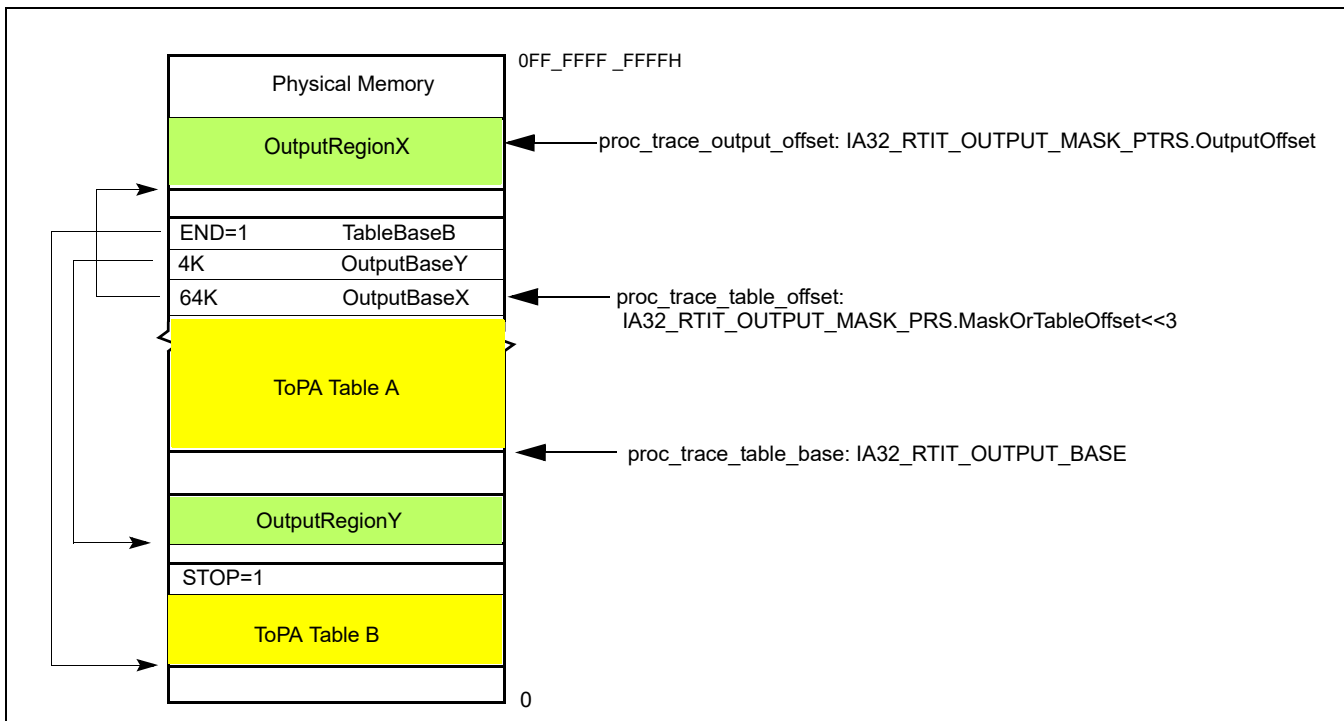 0FF_FFFF _FFFFH
Physical Memory
OutputRegionX
proc_trace_output_offset: IA32_RTIT_OUTPUT_MASK_PTRS.OutputOffset
END=1 TableBaseB
4K OutputBaseY
64K OutputBaseX
proc_trace_table_offset:
IA32_RTIT_OUTPUT_MASK_PRS.MaskOrTableOffset<<3
ToPA Table A
proc_trace_table_base: IA32_RTIT_OUTPUT_BASE
OutputRegionY
STOP=1
ToPA Table B
0